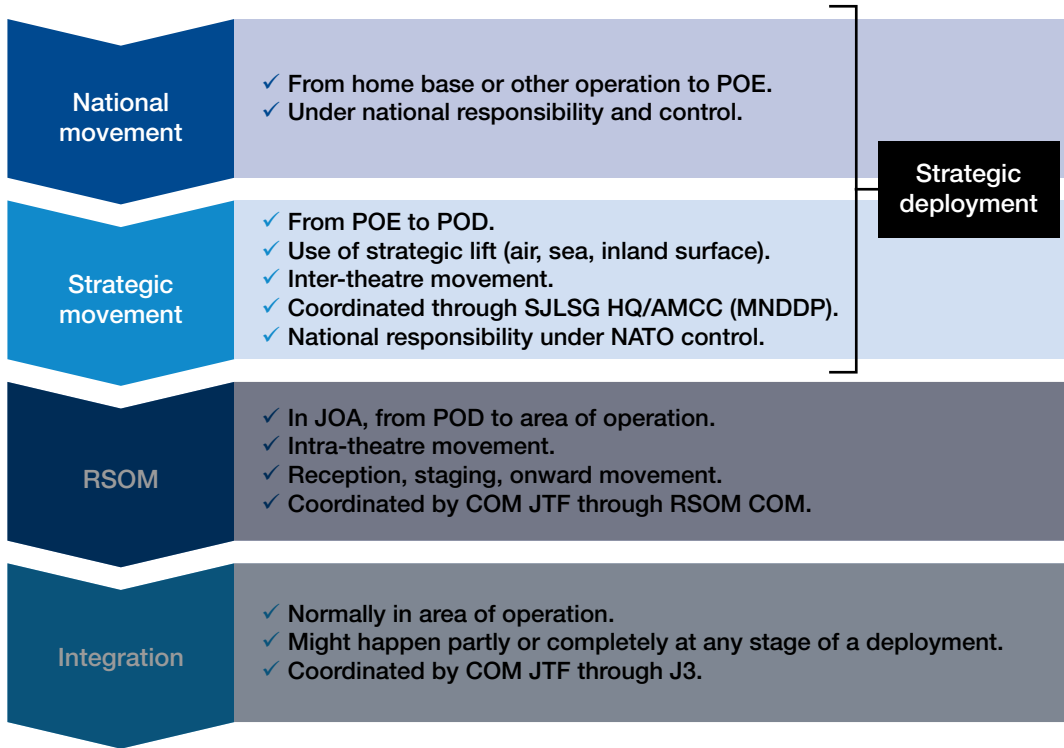 National
movement
✓ From home base or other operation to POE.
✓ Under national responsibility and control.
Strategic
deployment
Strategic
movement
✓ From POE to POD.
✓ Use of strategic lift (air, sea, inland surface).
✓ Inter-theatre movement.
✓ Coordinated through SJLSG HQ/AMCC (MNDDP).
✓ National responsibility under NATO control.
RSOM
✓ In JOA, from POD to area of operation.
✓ Intra-theatre movement.
✓ Reception, staging, onward movement.
✓ Coordinated by COM JTF through RSOM COM.
Integration
✓ Normally in area of operation.
✓ Might happen partly or completely at any stage of a deployment.
✓ Coordinated by COM JTF through J3.